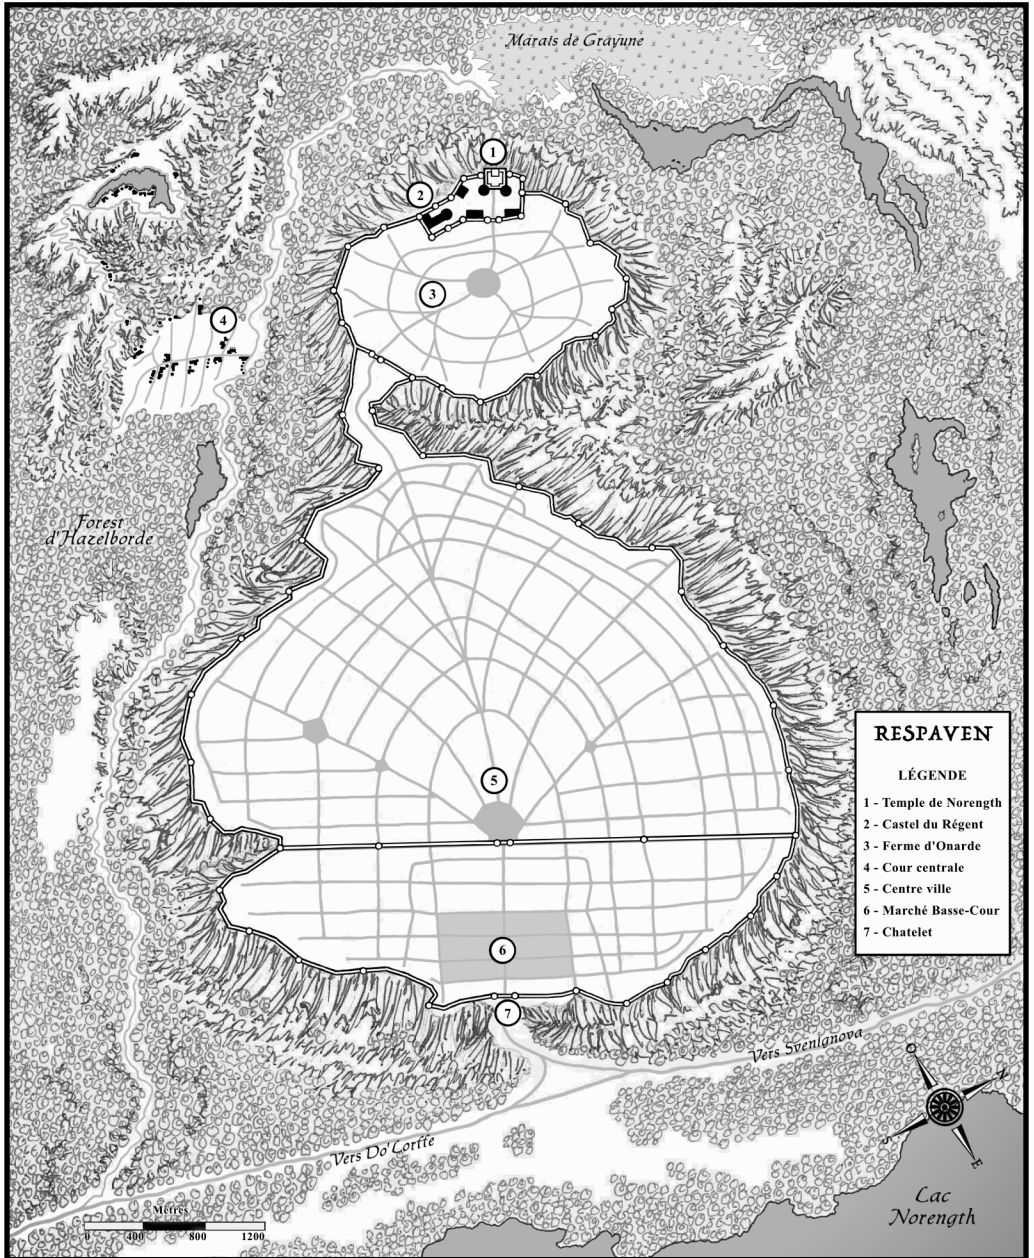 Marais de Grayune
1
2
3
4
Forest
d'Hazelborde
RESPAVEN
LÉGENDE
1 - Temple de Norength
2 - Castel du Régent
3 - Ferme d'Onarde
4 - Cour centrale
5 - Centre ville
6 - Marché Basse-Cour
7 - Chatelet
5
6
7
Vers Svenignova
O
N
S
E
Vers Do'Lorffe
Lac
Norength
Métres
0 400 800 1200